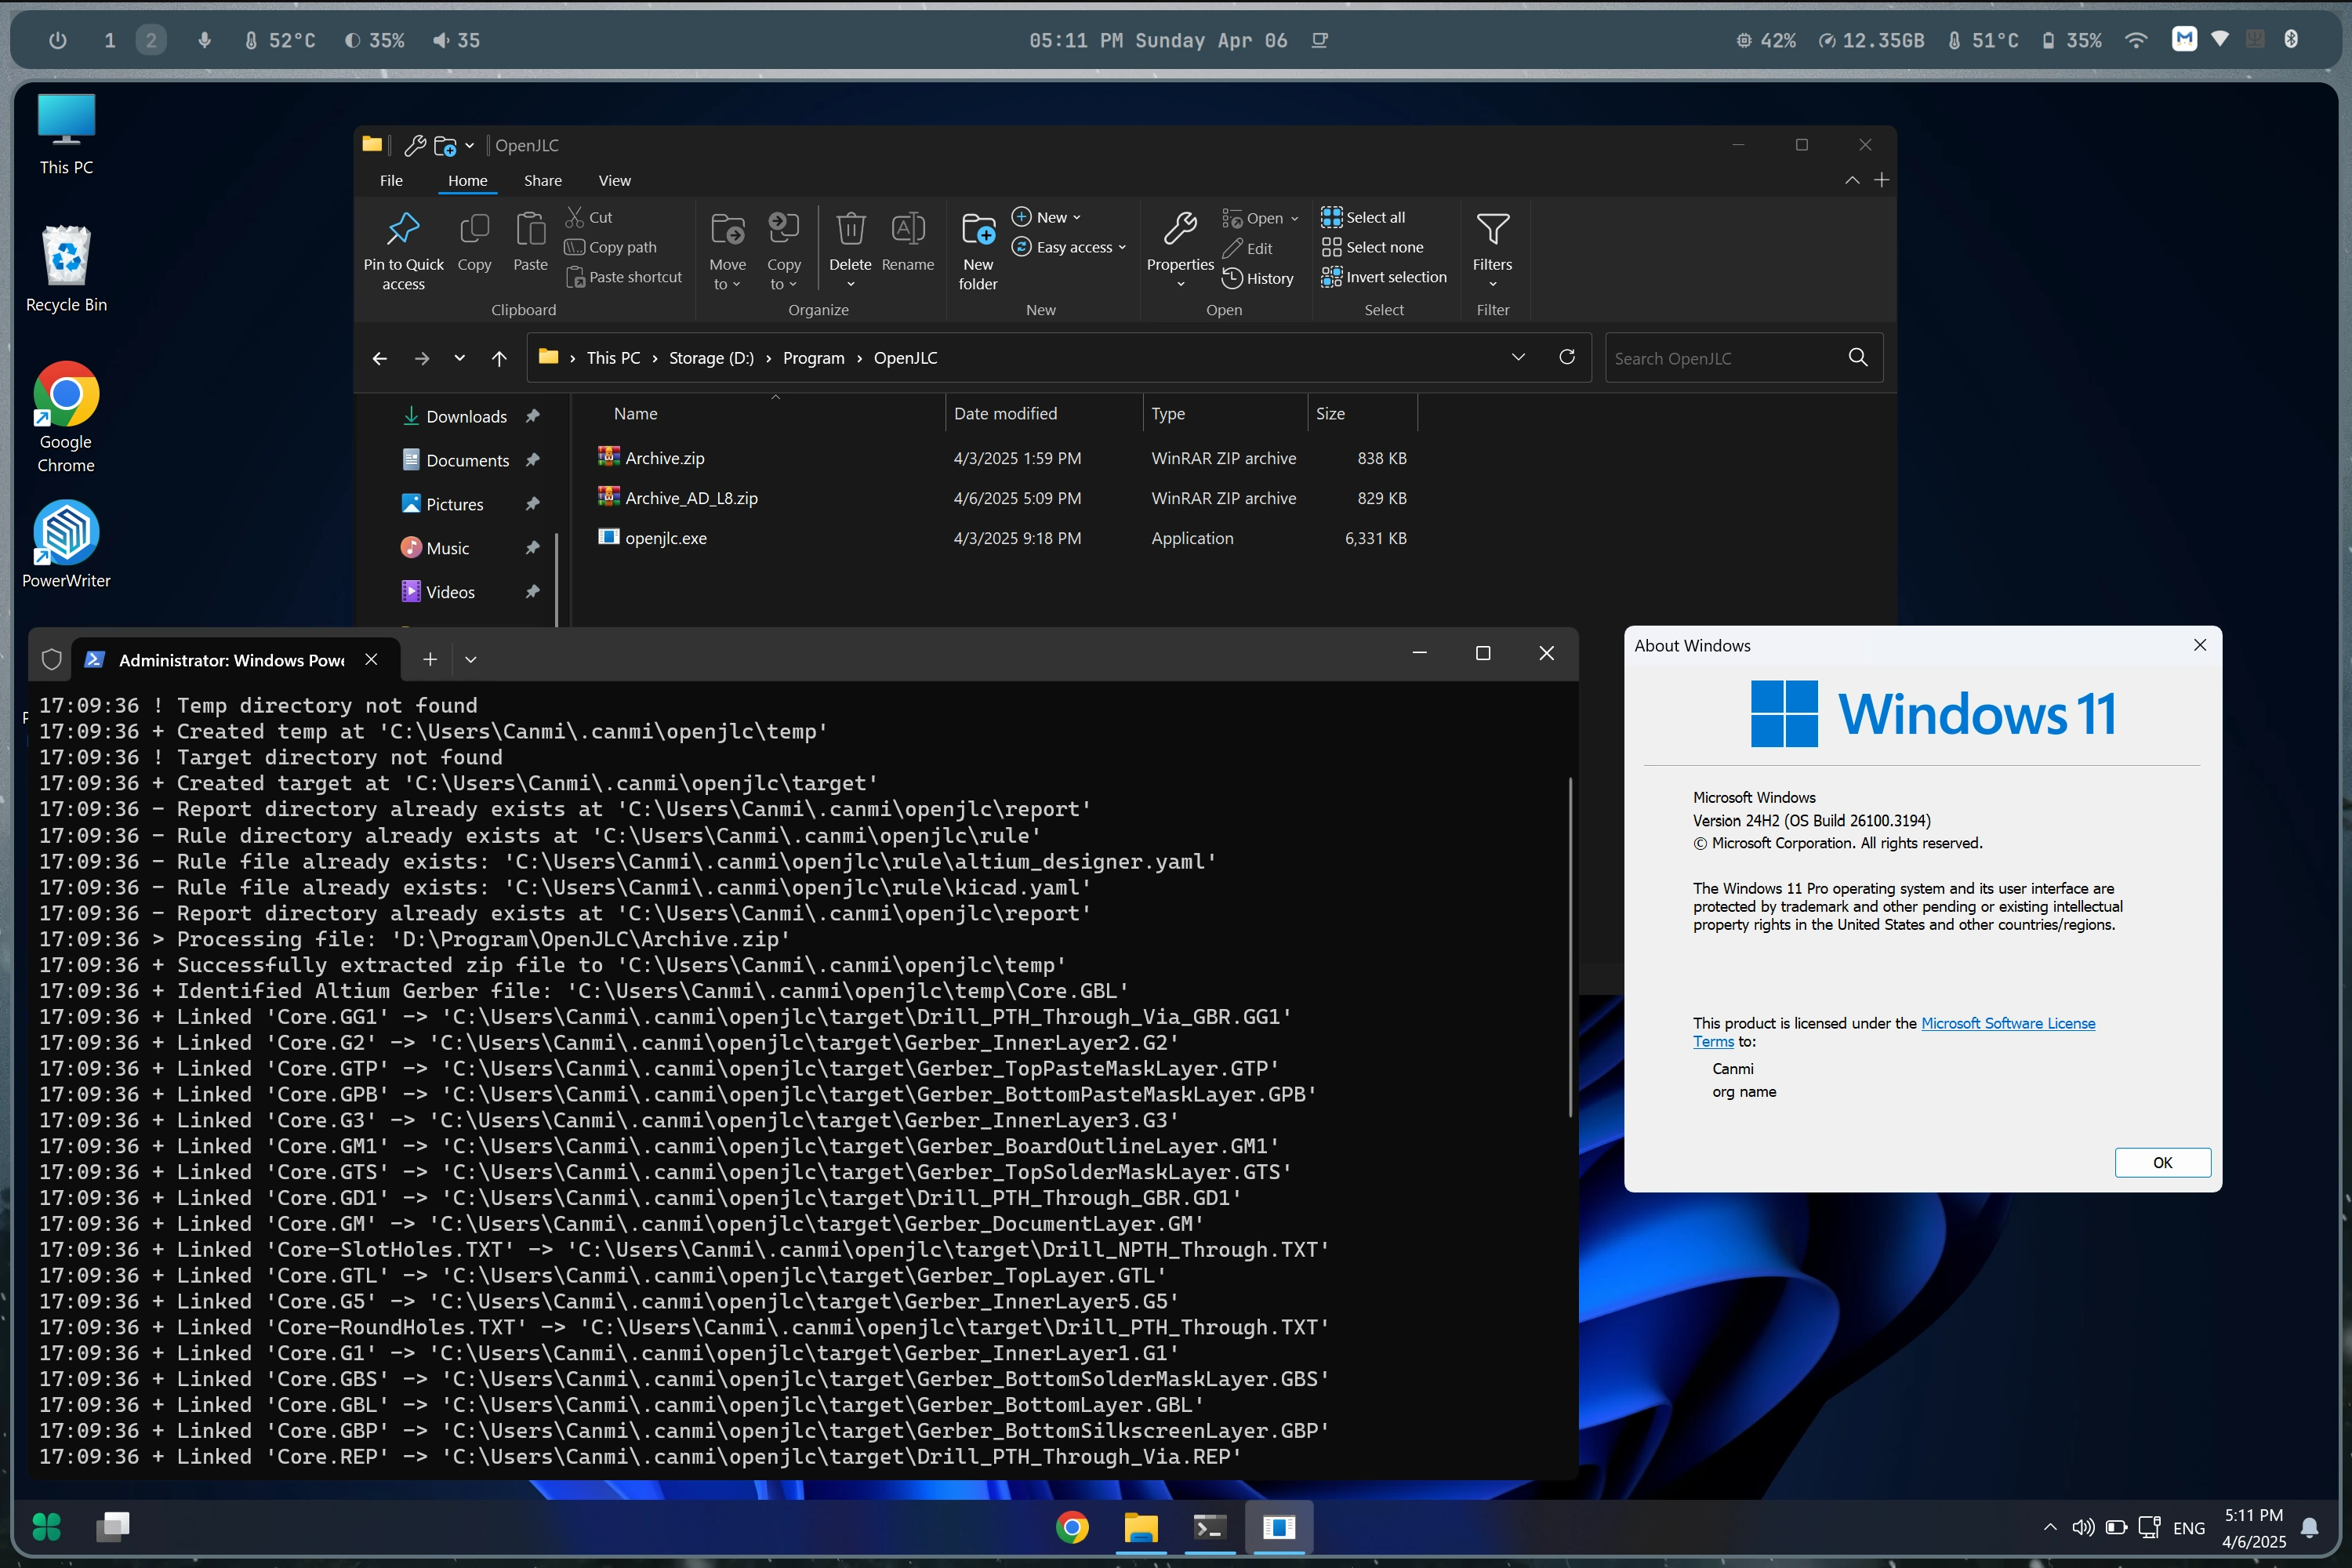 1 2 52°C 35% 35 05:11 PM Sunday Apr 06 42% 12.35GB 51°C 35%
This PC
Recycle Bin
Google
Chrome
PowerWriter
OpenJLC
File Home Share View
Pin to Quick
access
Copy
Paste
Cut
Copy path
Paste shortcut
Clipboard
Move
to
Copy
to
Delete
Rename
Organize
New
folder
New
Easy access
New
Properties
Open
Edit
History
Open
Select all
Select none
Invert selection
Select
Filters
Filter
This PC › Storage (D:) › Program › OpenJLC
Search OpenJLC
Downloads
Documents
Pictures
Music
Videos
Name Date modified Type Size
Archive.zip 4/3/2025 1:59 PM WinRAR ZIP archive 838 KB
Archive_AD_L8.zip 4/6/2025 5:09 PM WinRAR ZIP archive 829 KB
openjlc.exe 4/3/2025 9:18 PM Application 6,331 KB
Administrator: Windows Powe
17:09:36 ! Temp directory not found
17:09:36 + Created temp at 'C:\Users\Canmi\.canmi\openjlc\temp'
17:09:36 ! Target directory not found
17:09:36 + Created target at 'C:\Users\Canmi\.canmi\openjlc\target'
17:09:36 - Report directory already exists at 'C:\Users\Canmi\.canmi\openjlc\report'
17:09:36 - Rule directory already exists at 'C:\Users\Canmi\.canmi\openjlc\rule'
17:09:36 - Rule file already exists: 'C:\Users\Canmi\.canmi\openjlc\rule\altium_designer.yaml'
17:09:36 - Rule file already exists: 'C:\Users\Canmi\.canmi\openjlc\rule\kicad.yaml'
17:09:36 - Report directory already exists at 'C:\Users\Canmi\.canmi\openjlc\report'
17:09:36 > Processing file: 'D:\Program\OpenJLC\Archive.zip'
17:09:36 + Successfully extracted zip file to 'C:\Users\Canmi\.canmi\openjlc\temp'
17:09:36 + Identified Altium Gerber file: 'C:\Users\Canmi\.canmi\openjlc\temp\Core.GBL'
17:09:36 + Linked 'Core.GG1' -> 'C:\Users\Canmi\.canmi\openjlc\target\Drill_PTH_Through_Via_GBR.GG1'
17:09:36 + Linked 'Core.G2' -> 'C:\Users\Canmi\.canmi\openjlc\target\Gerber_InnerLayer2.G2'
17:09:36 + Linked 'Core.GTP' -> 'C:\Users\Canmi\.canmi\openjlc\target\Gerber_TopPasteMaskLayer.GTP'
17:09:36 + Linked 'Core.GPB' -> 'C:\Users\Canmi\.canmi\openjlc\target\Gerber_BottomPasteMaskLayer.GPB'
17:09:36 + Linked 'Core.G3' -> 'C:\Users\Canmi\.canmi\openjlc\target\Gerber_InnerLayer3.G3'
17:09:36 + Linked 'Core.GM1' -> 'C:\Users\Canmi\.canmi\openjlc\target\Gerber_BoardOutlineLayer.GM1'
17:09:36 + Linked 'Core.GTS' -> 'C:\Users\Canmi\.canmi\openjlc\target\Gerber_TopSolderMaskLayer.GTS'
17:09:36 + Linked 'Core.GD1' -> 'C:\Users\Canmi\.canmi\openjlc\target\Drill_PTH_Through_GBR.GD1'
17:09:36 + Linked 'Core.GM' -> 'C:\Users\Canmi\.canmi\openjlc\target\Gerber_DocumentLayer.GM'
17:09:36 + Linked 'Core-SlotHoles.TXT' -> 'C:\Users\Canmi\.canmi\openjlc\target\Drill_NPTH_Through.TXT'
17:09:36 + Linked 'Core.GTL' -> 'C:\Users\Canmi\.canmi\openjlc\target\Gerber_TopLayer.GTL'
17:09:36 + Linked 'Core.G5' -> 'C:\Users\Canmi\.canmi\openjlc\target\Gerber_InnerLayer5.G5'
17:09:36 + Linked 'Core-RoundHoles.TXT' -> 'C:\Users\Canmi\.canmi\openjlc\target\Drill_PTH_Through.TXT'
17:09:36 + Linked 'Core.G1' -> 'C:\Users\Canmi\.canmi\openjlc\target\Gerber_InnerLayer1.G1'
17:09:36 + Linked 'Core.GBS' -> 'C:\Users\Canmi\.canmi\openjlc\target\Gerber_BottomSolderMaskLayer.GBS'
17:09:36 + Linked 'Core.GBL' -> 'C:\Users\Canmi\.canmi\openjlc\target\Gerber_BottomLayer.GBL'
17:09:36 + Linked 'Core.GBP' -> 'C:\Users\Canmi\.canmi\openjlc\target\Gerber_BottomSilkscreenLayer.GBP'
17:09:36 + Linked 'Core.REP' -> 'C:\Users\Canmi\.canmi\openjlc\target\Drill_PTH_Through_Via.REP'
About Windows
Windows 11
Microsoft Windows
Version 24H2 (OS Build 26100.3194)
© Microsoft Corporation. All rights reserved.
The Windows 11 Pro operating system and its user interface are
protected by trademark and other pending or existing intellectual
property rights in the United States and other countries/regions.
This product is licensed under the Microsoft Software License
Terms to:
Canmi
org name
OK
ENG
5:11 PM
4/6/2025